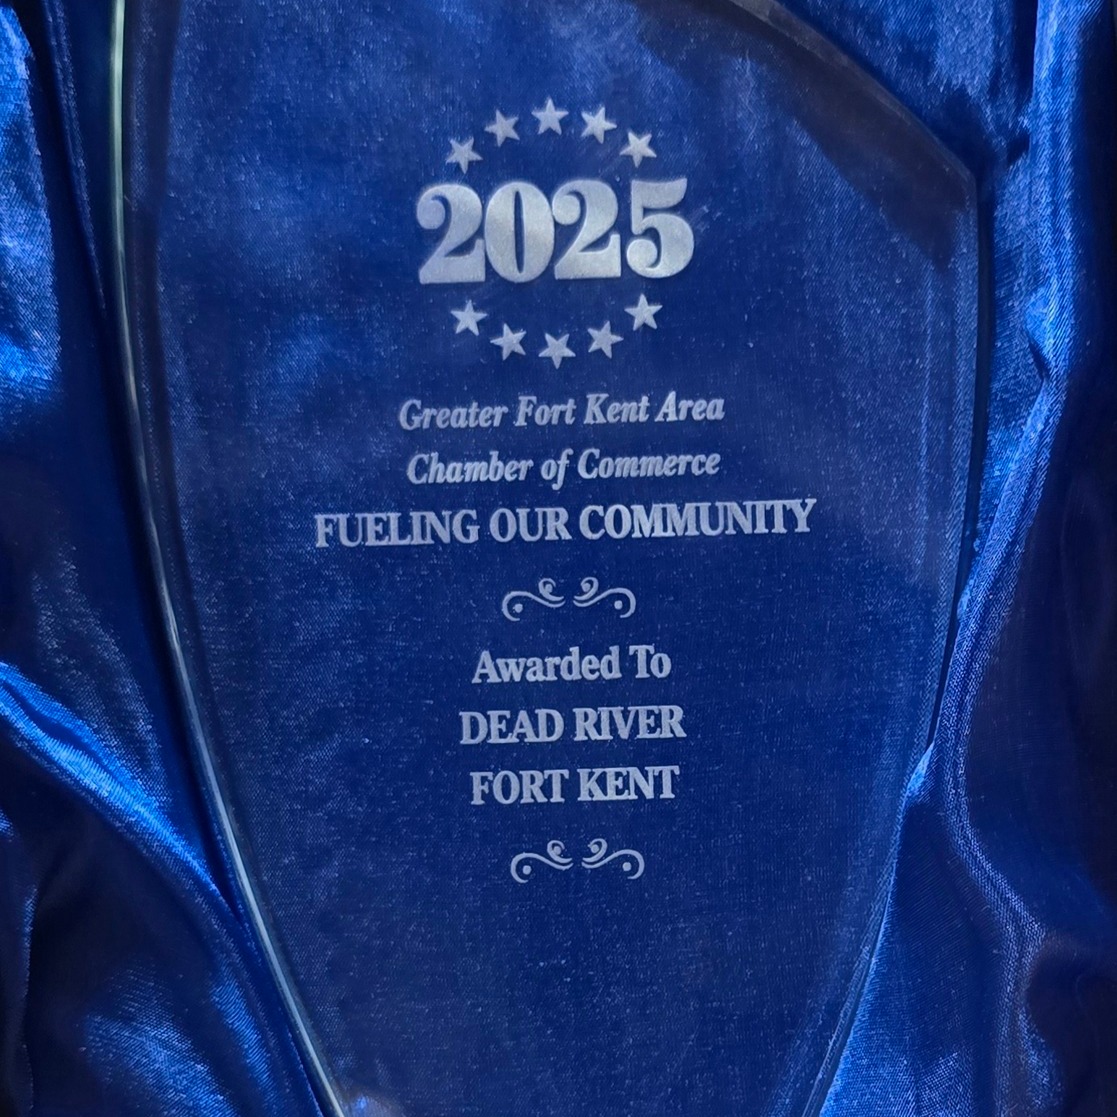 2025
Greater Fort Kent Area
Chamber of Commerce
FUELING OUR COMMUNITY
Awarded To
DEAD RIVER
FORT KENT